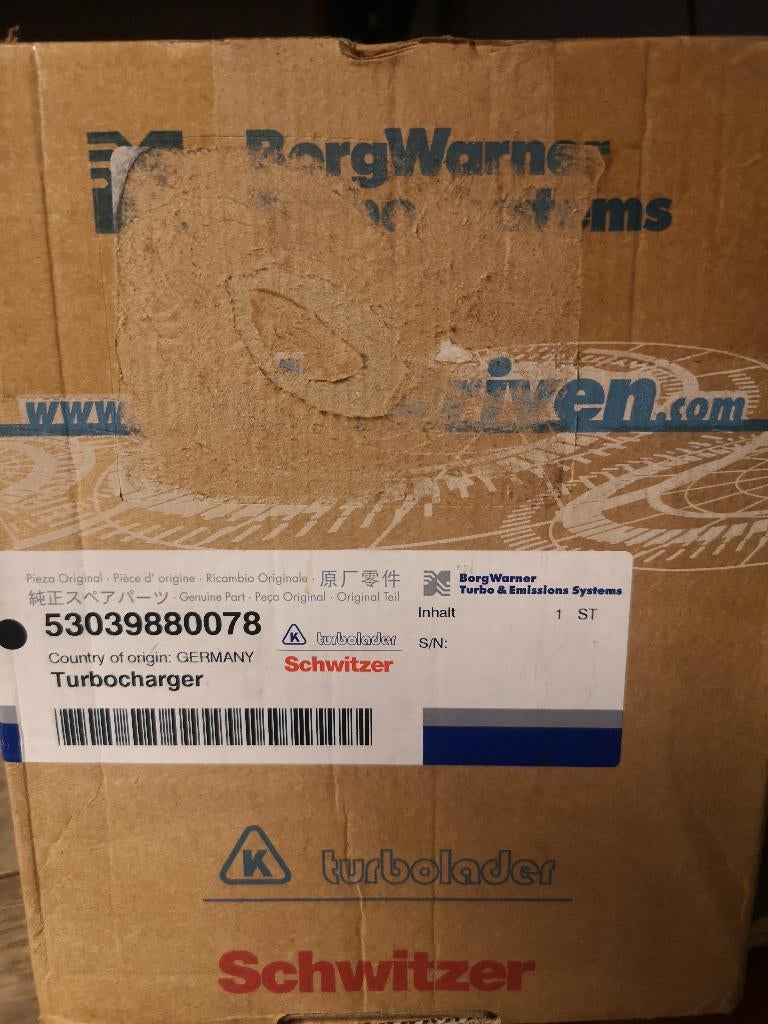 BorgWarner
Systems
www
riven.com
Pieza Original · Pièce d' origine · Ricambio Originale · 原厂零件
純正スペアパーツ · Genuine Part · Peça Original · Original Teil
53039880078
Country of origin: GERMANY
Turbocharger
K turbolader
Schwitzer
BorgWarner
Turbo & Emissions Systems
Inhalt 1 ST
S/N:
K turbolader
Schwitzer